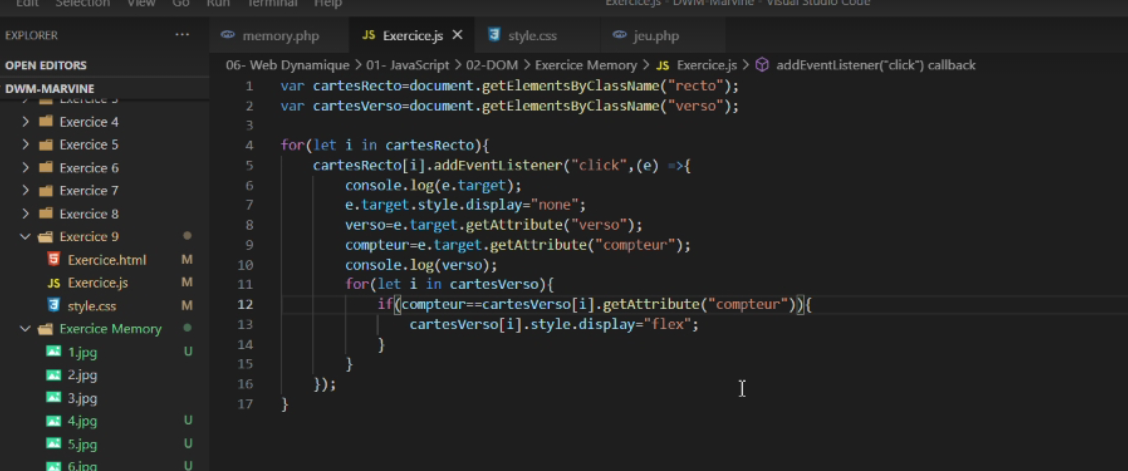 Edit Selection View Go Run Terminal Help
Exercice.js - DWM-Marvine - Visual Studio Code
EXPLORER ...
OPEN EDITORS
DWM-MARVINE
Exercice 3
Exercice 4
Exercice 5
Exercice 6
Exercice 7
Exercice 8
Exercice 9
Exercice.html M
JS Exercice.js M
style.css M
Exercice Memory
1.jpg U
2.jpg
3.jpg
4.jpg U
5.jpg U
6.jpg U
memory.php JS Exercice.js × style.css jeu.php
06- Web Dynamique > 01- JavaScript > 02-DOM > Exercice Memory > JS Exercice.js > addEventListener("click") callback
1 var cartesRecto=document.getElementsByClassName("recto");
2 var cartesVerso=document.getElementsByClassName("verso");
3
4 for(let i in cartesRecto){
5 cartesRecto[i].addEventListener("click",(e) =>{
6 console.log(e.target);
7 e.target.style.display="none";
8 verso=e.target.getAttribute("verso");
9 compteur=e.target.getAttribute("compteur");
10 console.log(verso);
11 for(let i in cartesVerso){
12 if(compteur==cartesVerso[i].getAttribute("compteur")){
13 cartesVerso[i].style.display="flex";
14 }
15 }
16 });
17 }